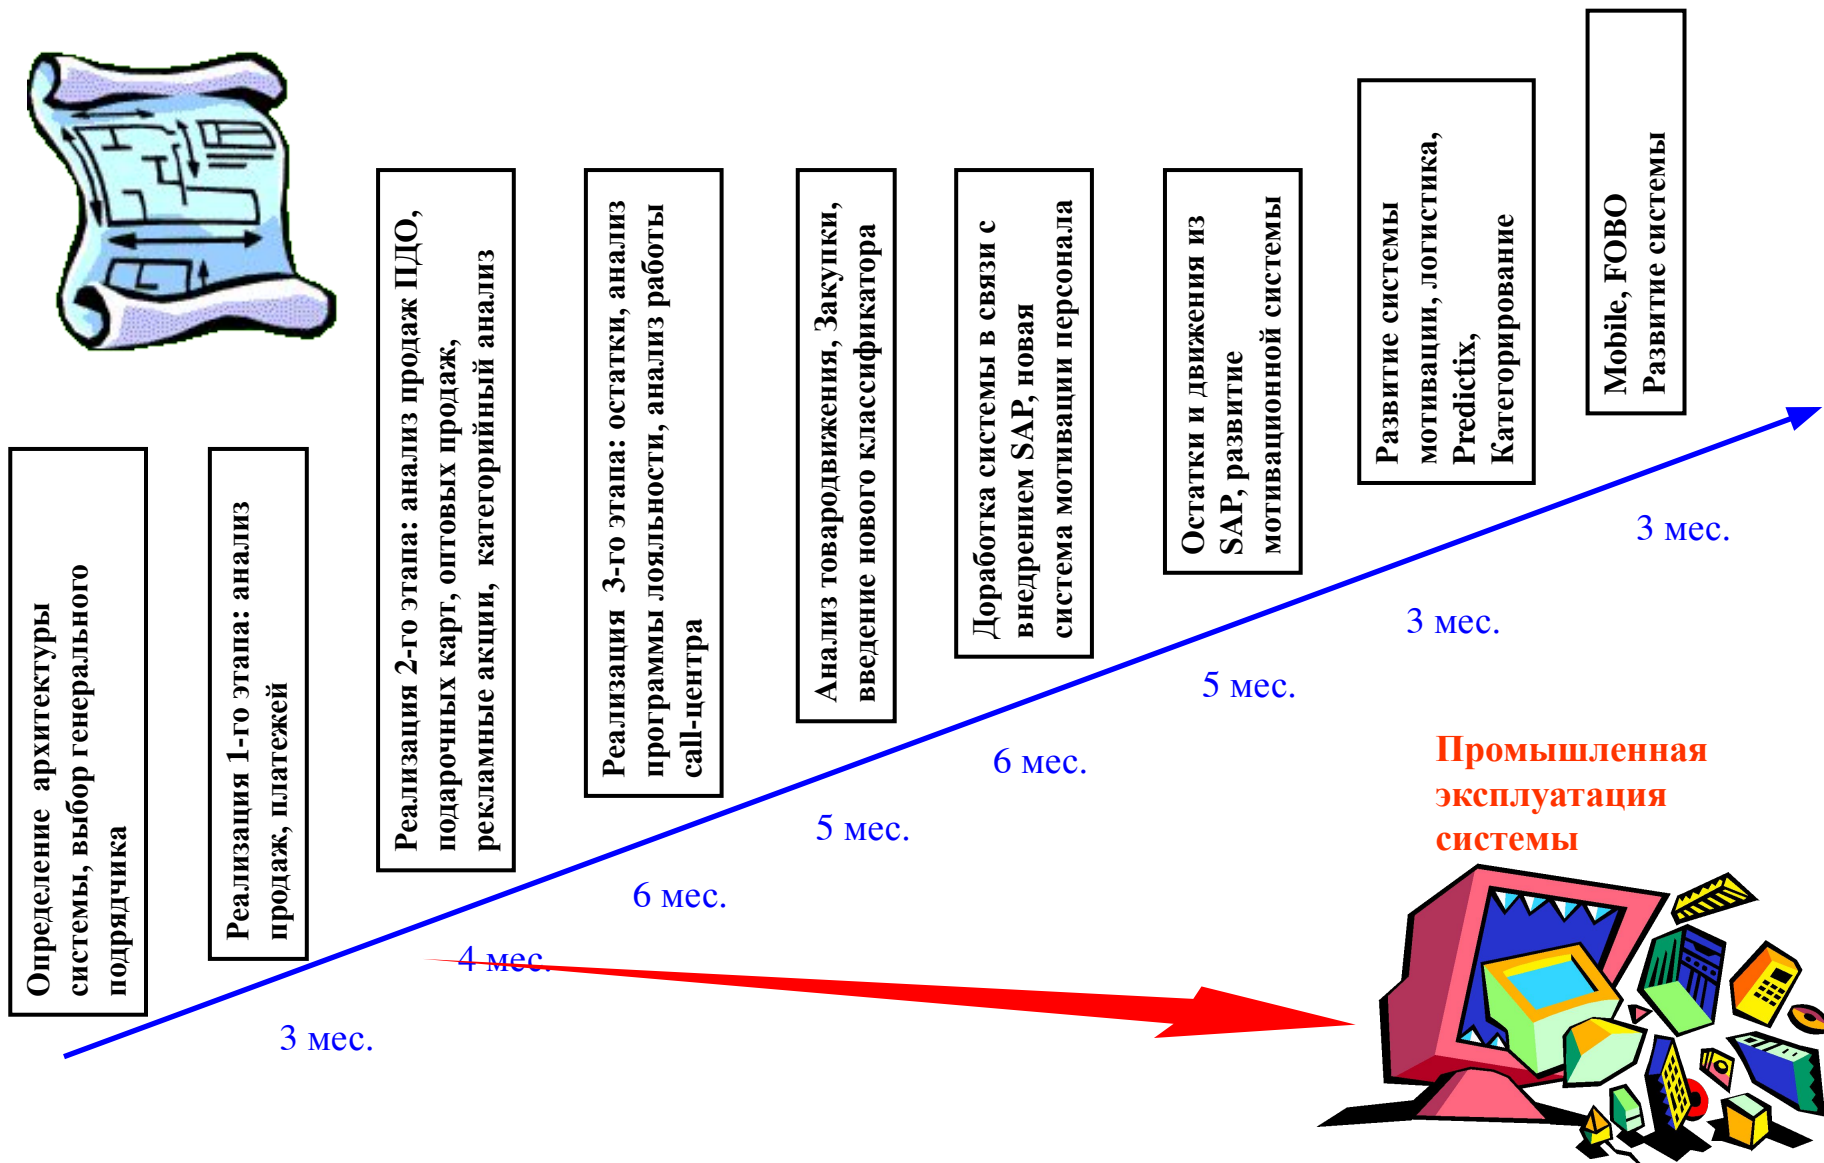 Определение архитектуры
системы, выбор генерального
подрядчика
Реализация 1-го этапа: анализ
продаж, платежей
Реализация 2-го этапа: анализ продаж ПДО,
подарочных карт, оптовых продаж,
рекламные акции, категорийный анализ
Реализация 3-го этапа: остатки, анализ
программы лояльности, анализ работы
call-центра
Анализ товародвижения, Закупки,
введение нового классификатора
Доработка системы в связи с
внедрением SAP, новая
система мотивации персонала
Остатки и движения из
SAP, развитие
мотивационной системы
Развитие системы
мотивации, логистика,
Predictix,
Категорирование
Mobile, FOBO
Развитие системы
3 мес.
4 мес.
6 мес.
5 мес.
6 мес.
5 мес.
3 мес.
3 мес.
Промышленная
эксплуатация
системы